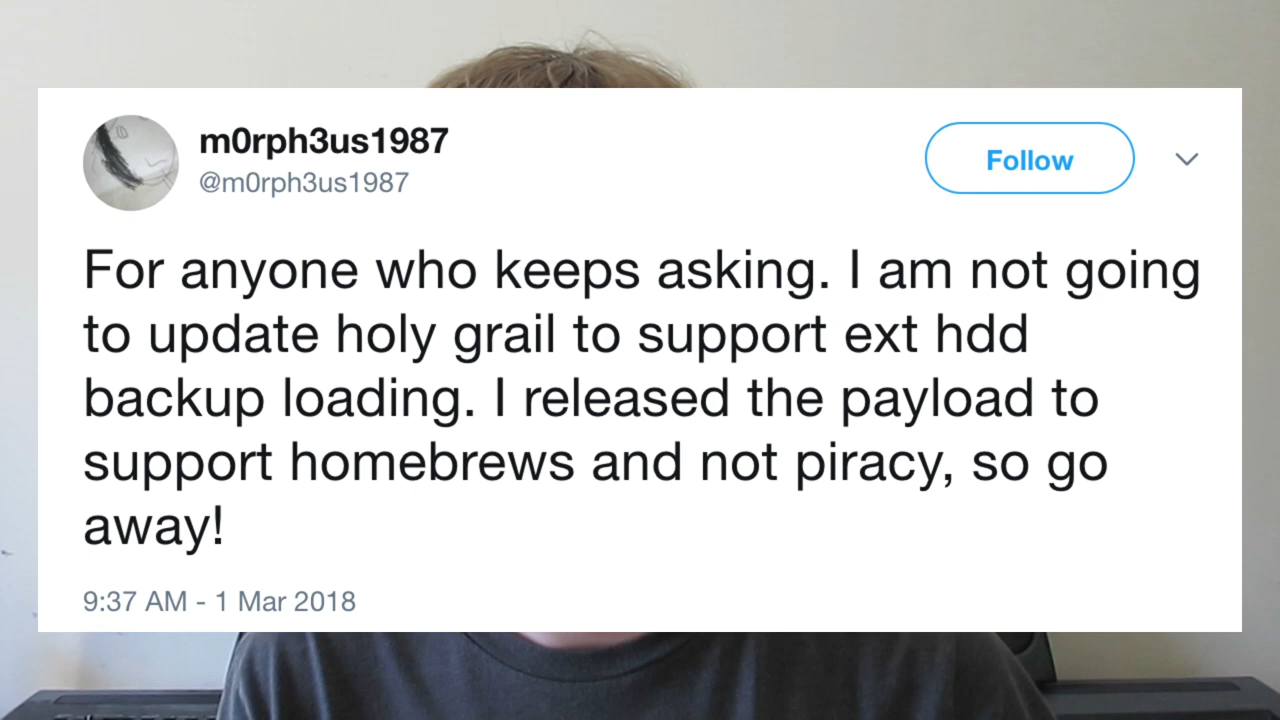 m0rph3us1987
@m0rph3us1987
Follow
For anyone who keeps asking. I am not going
to update holy grail to support ext hdd
backup loading. I released the payload to
support homebrews and not piracy, so go
away!
9:37 AM - 1 Mar 2018